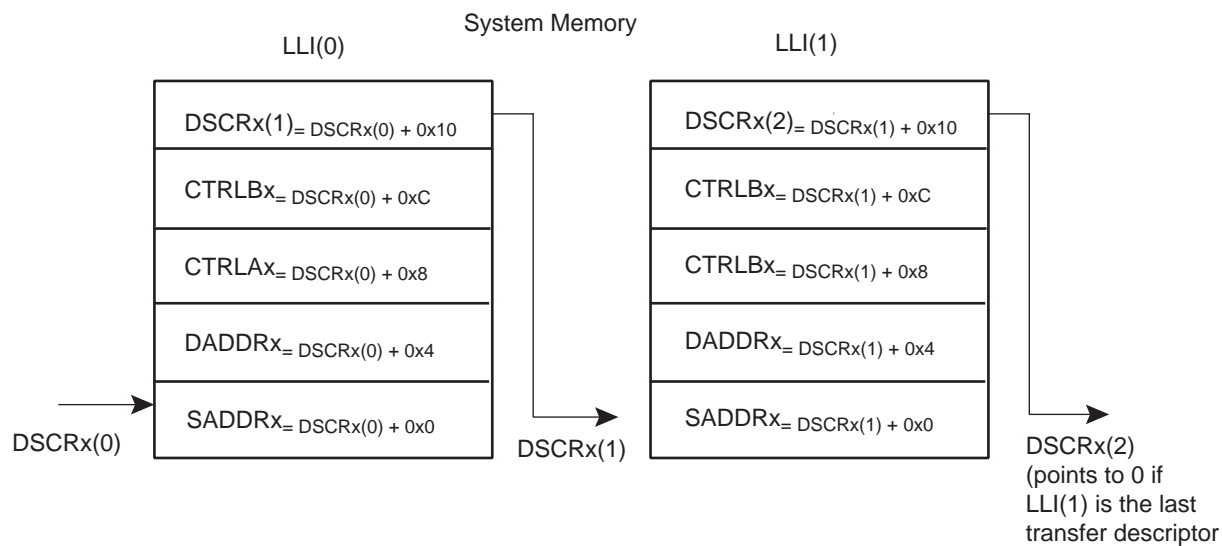 System Memory
LLI(0)
LLI(1)
DSCRx(1)= DSCRx(0) + 0x10
CTRLBx= DSCRx(0) + 0xC
CTRLAx= DSCRx(0) + 0x8
DADDRx= DSCRx(0) + 0x4
SADDRx= DSCRx(0) + 0x0
DSCRx(0)
DSCRx(1)
DSCRx(2)= DSCRx(1) + 0x10
CTRLBx= DSCRx(1) + 0xC
CTRLBx= DSCRx(1) + 0x8
DADDRx= DSCRx(1) + 0x4
SADDRx= DSCRx(1) + 0x0
DSCRx(2)
(points to 0 if
LLI(1) is the last
transfer descriptor